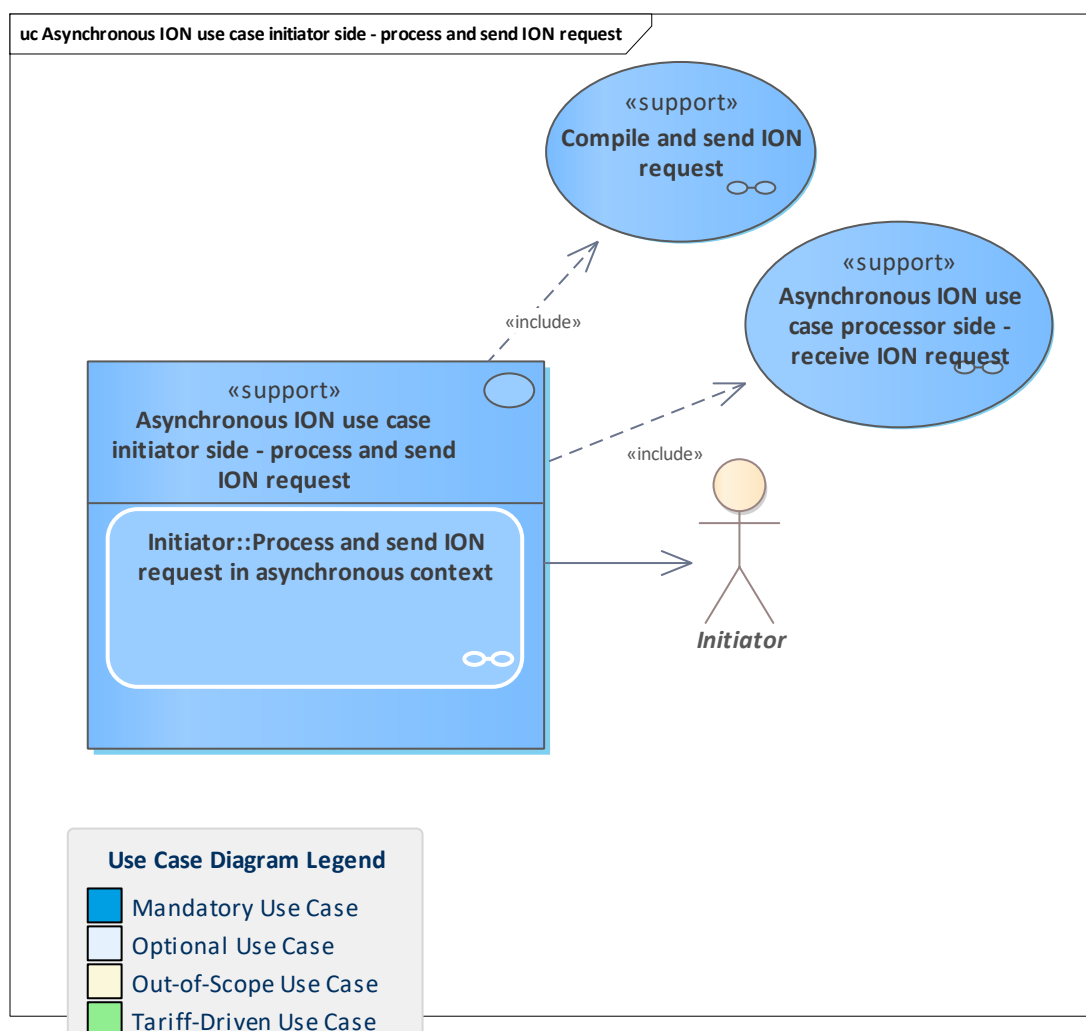 uc Asynchronous ION use case initiator side - process and send ION request
«support»
Compile and send ION
request
«support»
Asynchronous ION use
case processor side -
receive ION request
«include»
«support»
Asynchronous ION use case
initiator side - process and send
ION request
«include»
Initiator::Process and send ION
request in asynchronous context
Initiator
Use Case Diagram Legend
Mandatory Use Case
Optional Use Case
Out-of-Scope Use Case
Tariff-Driven Use Case